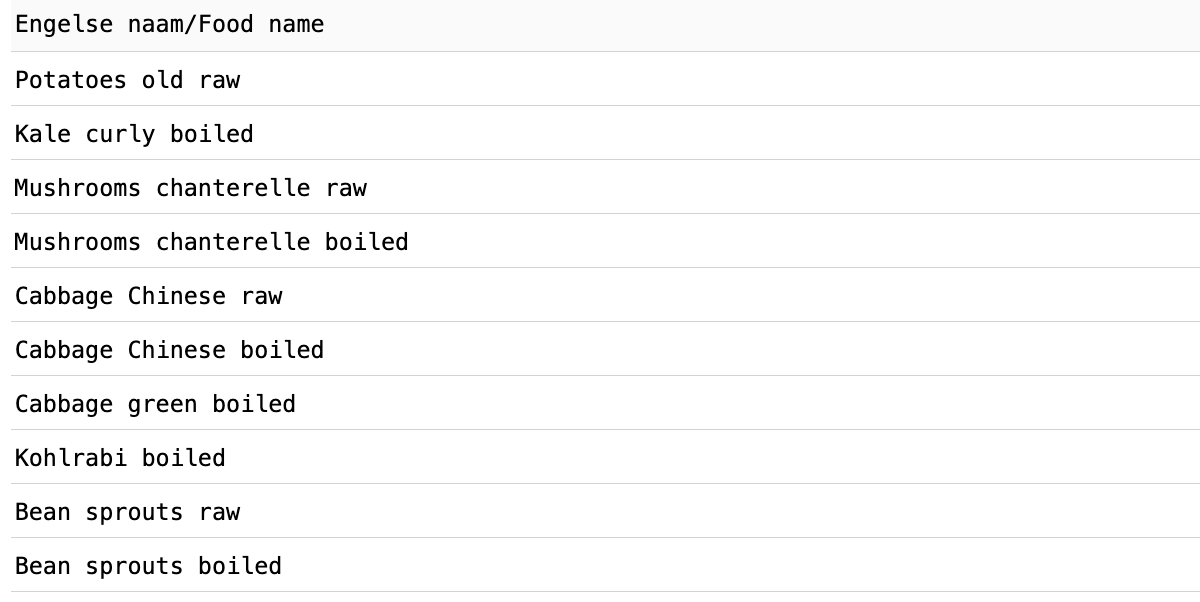 Engelse naam/Food name
Potatoes old raw
Kale curly boiled
Mushrooms chanterelle raw
Mushrooms chanterelle boiled
Cabbage Chinese raw
Cabbage Chinese boiled
Cabbage green boiled
Kohlrabi boiled
Bean sprouts raw
Bean sprouts boiled